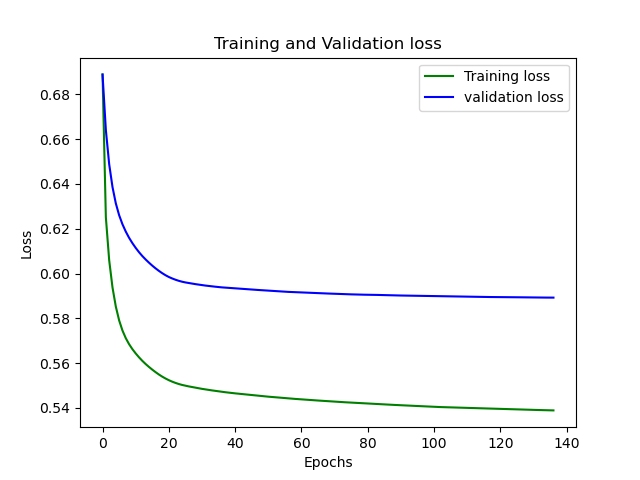 Training and Validation loss
Training loss
validation loss
0.68
0.66
0.64
0.62
0.60
0.58
0.56
0.54
Loss
0 20 40 60 80 100 120 140
Epochs